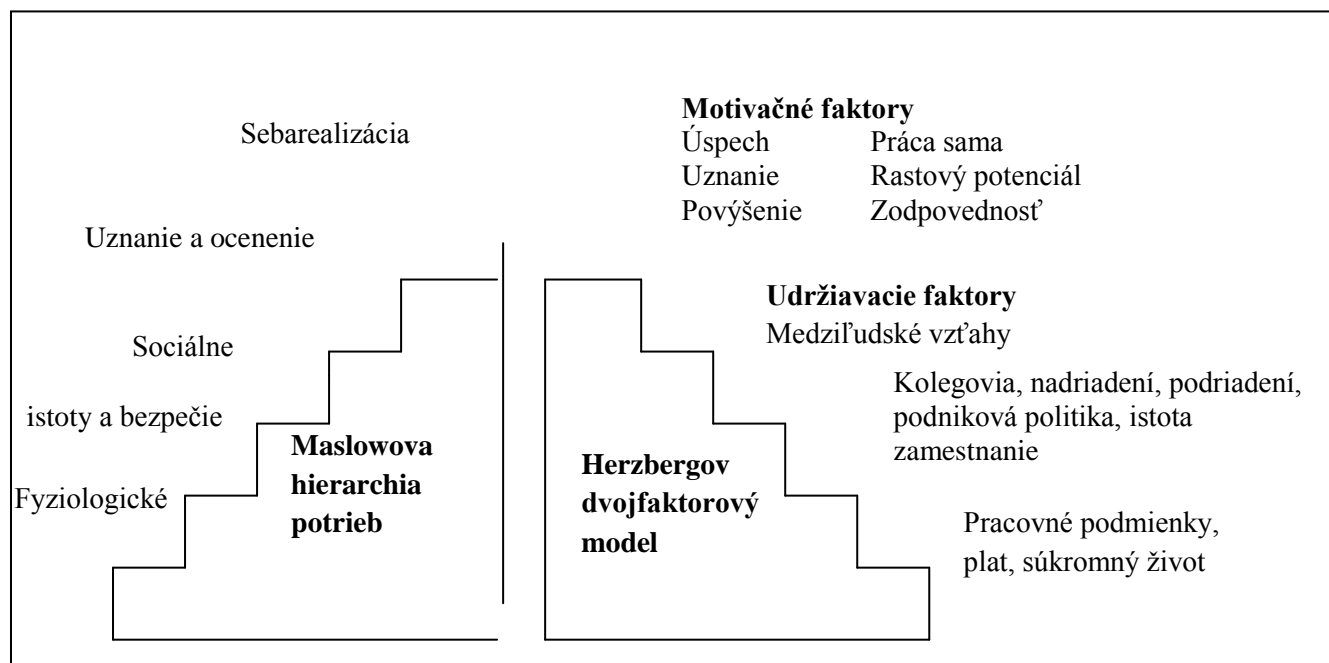 Sebarealizácia
Uznanie a ocenenie
Sociálne
istoty a bezpečie
Fyziologické
Maslowova
hierarchia
potrieb
Motivačné faktory
Úspech Práca sama
Uznanie Rastový potenciál
Povýšenie Zodpovednosť
Udržiavacie faktory
Medziľudské vzťahy
Kolegovia, nadriadení, podriadení,
podniková politika, istota
zamestnanie
Pracovné podmienky,
plat, súkromný život
Herzbergov
dvojfaktorový
model